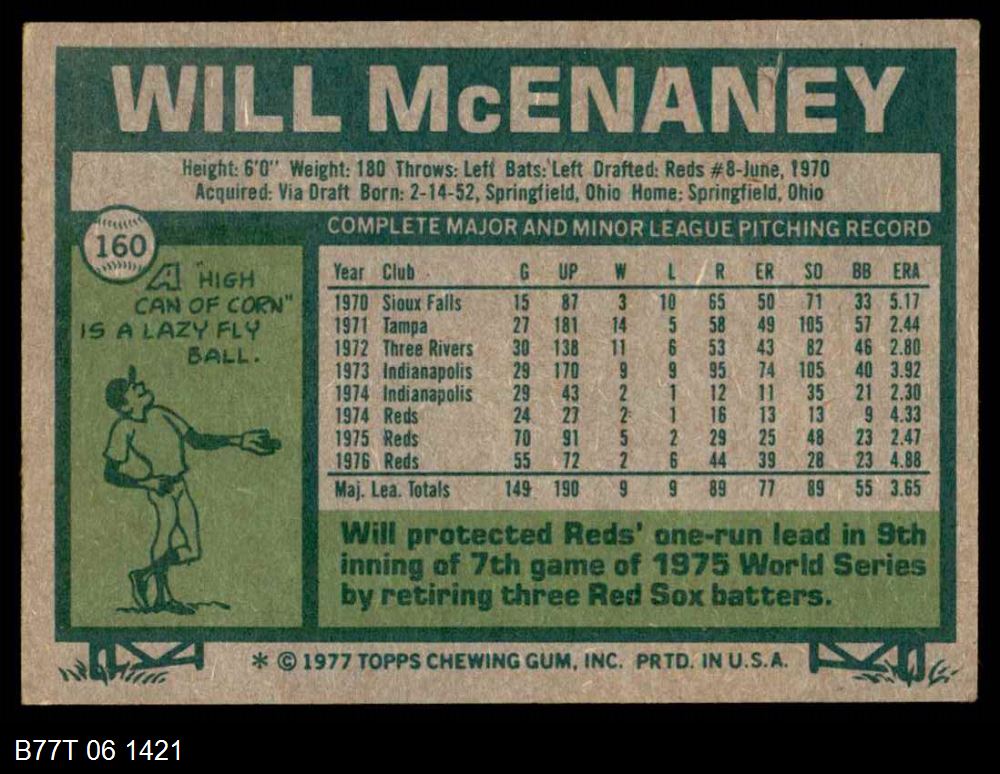 WILL McENANEY
Height: 6'0" Weight: 180 Throws: Left Bats: Left Drafted: Reds #8-June, 1970
Acquired: Via Draft Born: 2-14-52, Springfield, Ohio Home: Springfield, Ohio
160
A "HIGH
CAN OF CORN"
IS A LAZY FLY
BALL.
COMPLETE MAJOR AND MINOR LEAGUE PITCHING RECORD
Year Club G UP W L R ER SO BB ERA
1970 Sioux Falls 15 87 3 10 65 50 71 33 5.17
1971 Tampa 27 181 14 5 58 49 105 57 2.44
1972 Three Rivers 30 138 11 6 53 43 82 46 2.80
1973 Indianapolis 29 170 9 9 95 74 105 40 3.92
1974 Indianapolis 29 43 2 1 12 11 35 21 2.30
1974 Reds 24 27 2 1 16 13 13 9 4.33
1975 Reds 70 91 5 2 29 25 48 23 2.47
1976 Reds 55 72 2 6 44 39 28 23 4.88
Maj. Lea. Totals 149 190 9 9 89 77 89 55 3.65
Will protected Reds' one-run lead in 9th
inning of 7th game of 1975 World Series
by retiring three Red Sox batters.
* © 1977 TOPPS CHEWING GUM, INC. PRTD. IN U.S.A.
B77T 06 1421